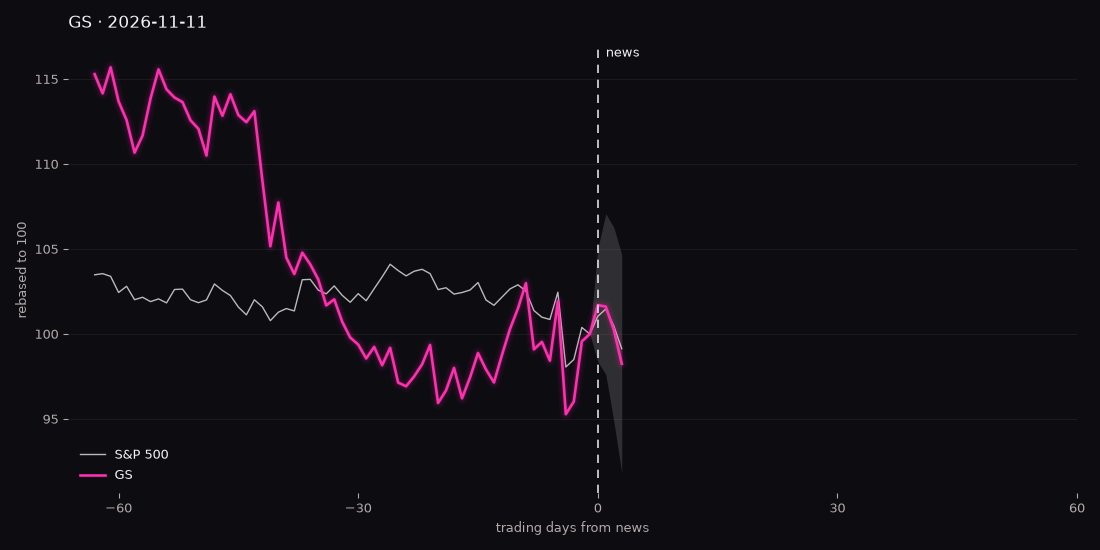 GS · 2026-11-11
news
115
110
105
100
95
rebased to 100
S&P 500
GS
−60
−30
0
30
60
trading days from news